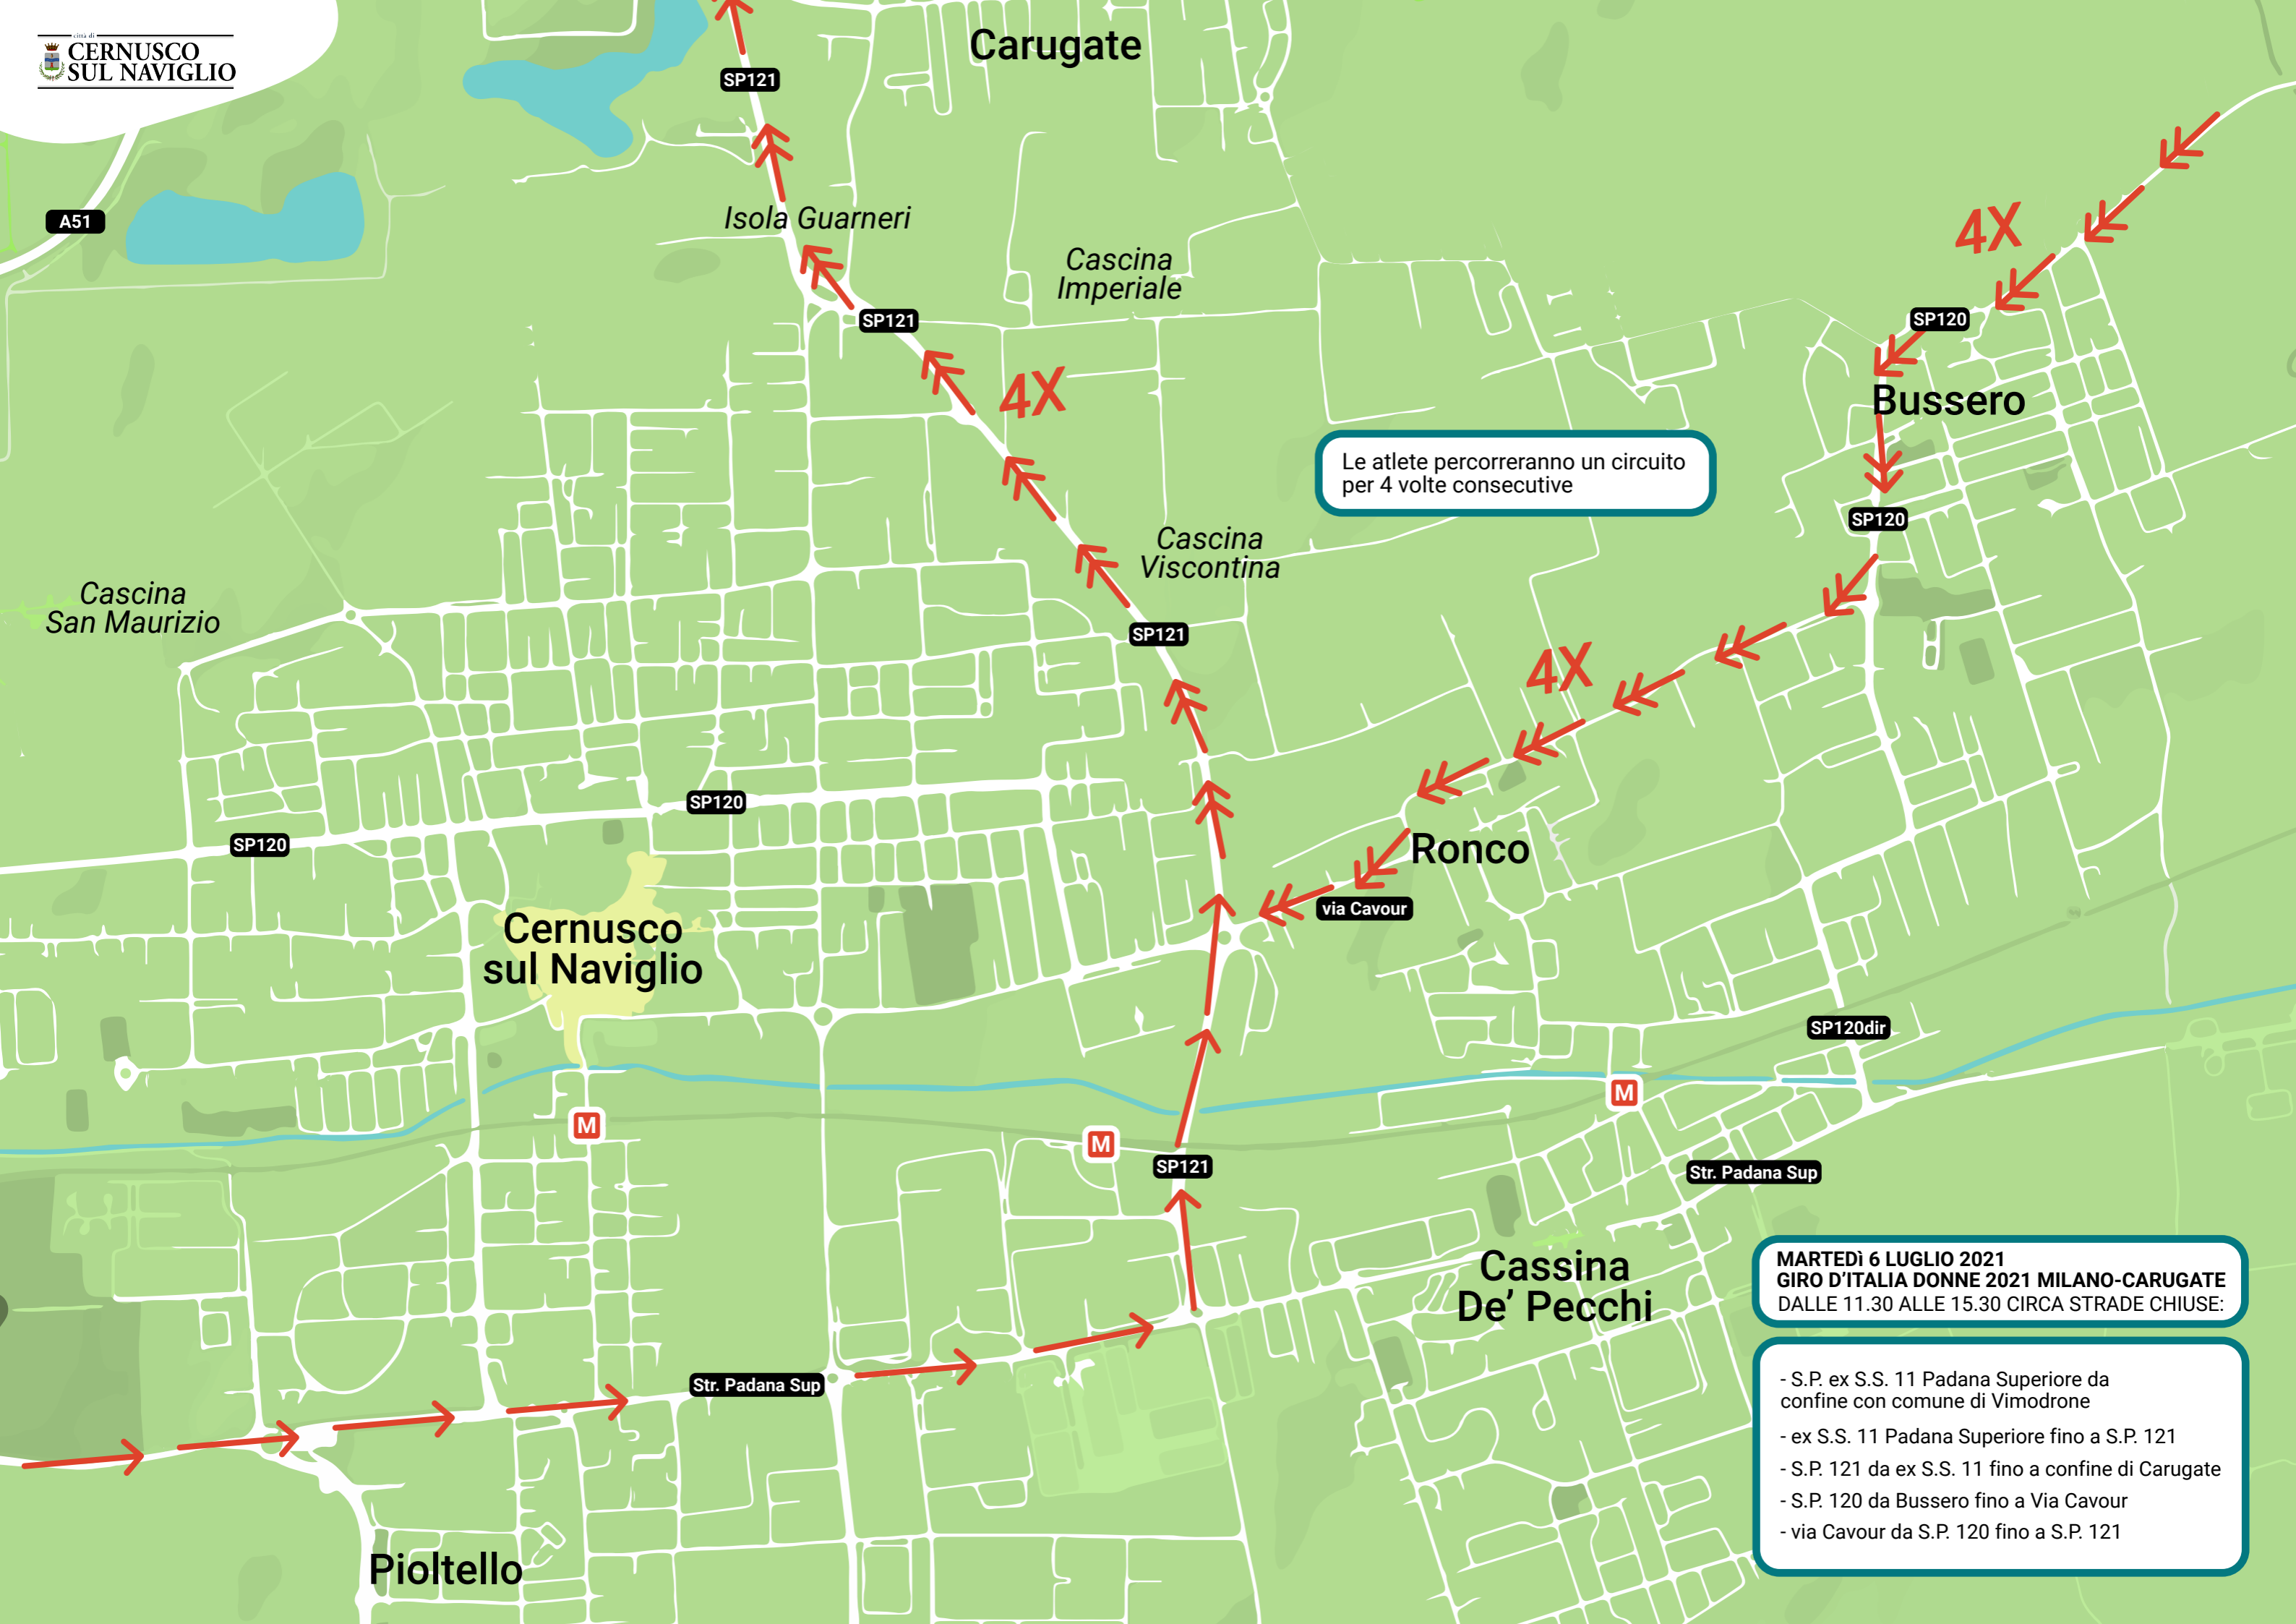 città di
CERNUSCO
SUL NAVIGLIO
Carugate
SP121
A51
Isola Guarneri
4X
Cascina
Imperiale
SP121
SP120
Bussero
4X
Le atlete percorreranno un circuito
per 4 volte consecutive
SP120
Cascina
Viscontina
Cascina
San Maurizio
SP121
4X
SP120
SP120
Ronco
via Cavour
Cernusco
sul Naviglio
SP120dir
M
M
M
SP121
Str. Padana Sup
Cassina
De’ Pecchi
Str. Padana Sup
Pioltello
MARTEDì 6 LUGLIO 2021
GIRO D’ITALIA DONNE 2021 MILANO-CARUGATE
DALLE 11.30 ALLE 15.30 CIRCA STRADE CHIUSE:
- S.P. ex S.S. 11 Padana Superiore da
confine con comune di Vimodrone
- ex S.S. 11 Padana Superiore fino a S.P. 121
- S.P. 121 da ex S.S. 11 fino a confine di Carugate
- S.P. 120 da Bussero fino a Via Cavour
- via Cavour da S.P. 120 fino a S.P. 121